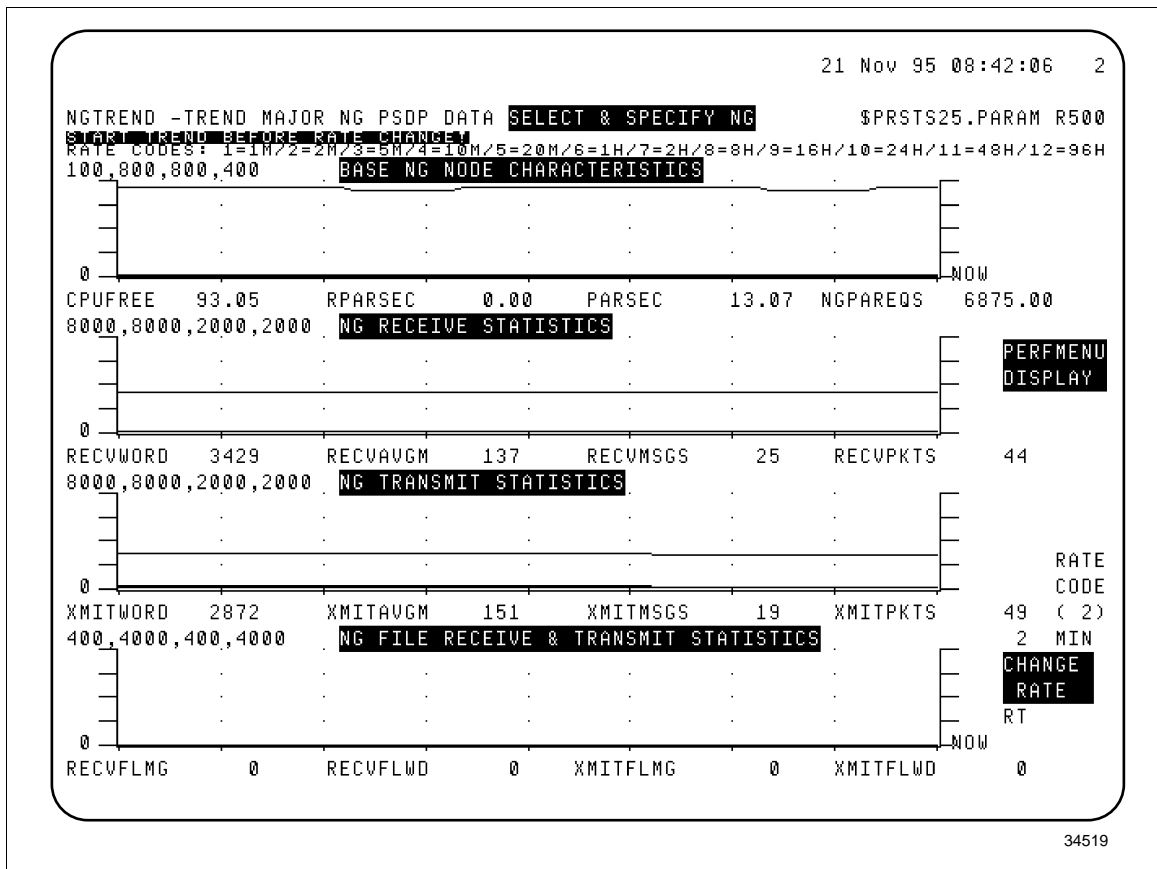 21 Nov 95 08:42:06 2
NGTREND -TREND MAJOR NG PSDP DATA SELECT & SPECIFY NG $PRSTS25.PARAM R500
START TREND BEFORE RATE CHANGE!
RATE CODES: 1=1M/2=2M/3=5M/4=10M/5=20M/6=1H/7=2H/8=8H/9=16H/10=24H/11=48H/12=96H
100,800,800,400 BASE NG NODE CHARACTERISTICS
0 NOW
CPUFREE 93.05 RPARSEC 0.00 PARSEC 13.07 NGPAREQS 6875.00
8000,8000,2000,2000 NG RECEIVE STATISTICS
PERFMENU
DISPLAY
0
RECVWORD 3429 RECVAVGM 137 RECVMSGS 25 RECVPKTS 44
8000,8000,2000,2000 NG TRANSMIT STATISTICS
RATE
0 CODE
XMITWORD 2872 XMITAVGM 151 XMITMSGS 19 XMITPKTS 49 ( 2)
400,4000,400,4000 NG FILE RECEIVE & TRANSMIT STATISTICS 2 MIN
CHANGE
RATE
RT
0 NOW
RECVFLMG 0 RECVFLWD 0 XMITFLMG 0 XMITFLWD 0
34519